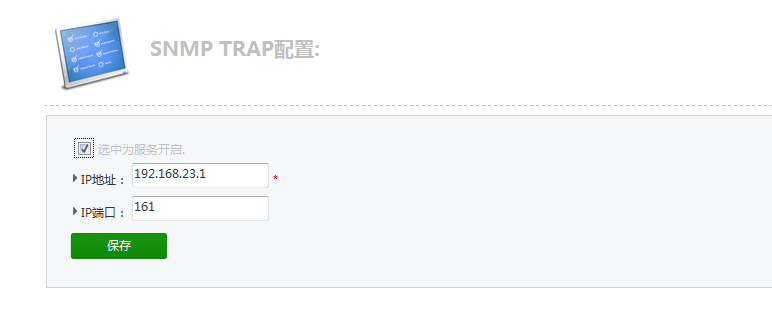 SNMP TRAP配置:
选中为服务开启.
IP地址： 192.168.23.1 *
IP端口： 161
保存